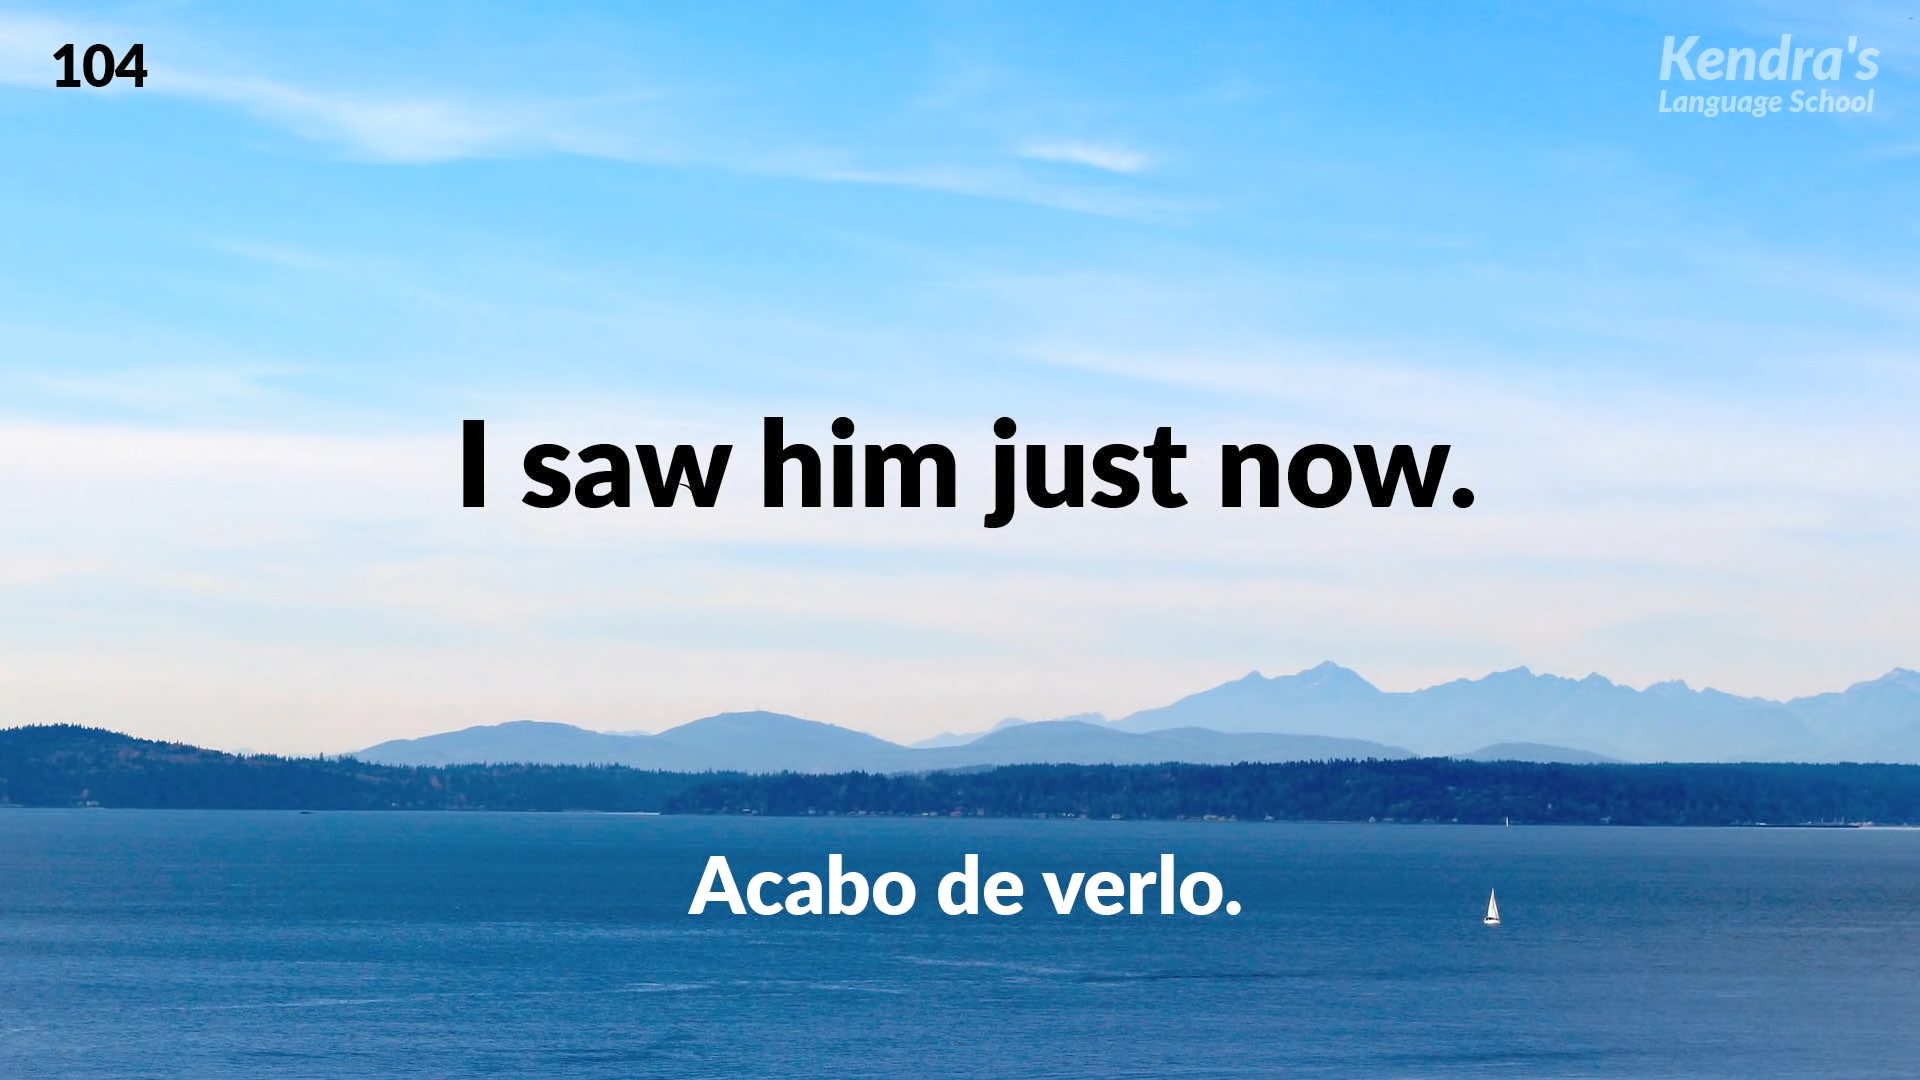 104
Kendra's
Language School
I saw him just now.
Acabo de verlo.